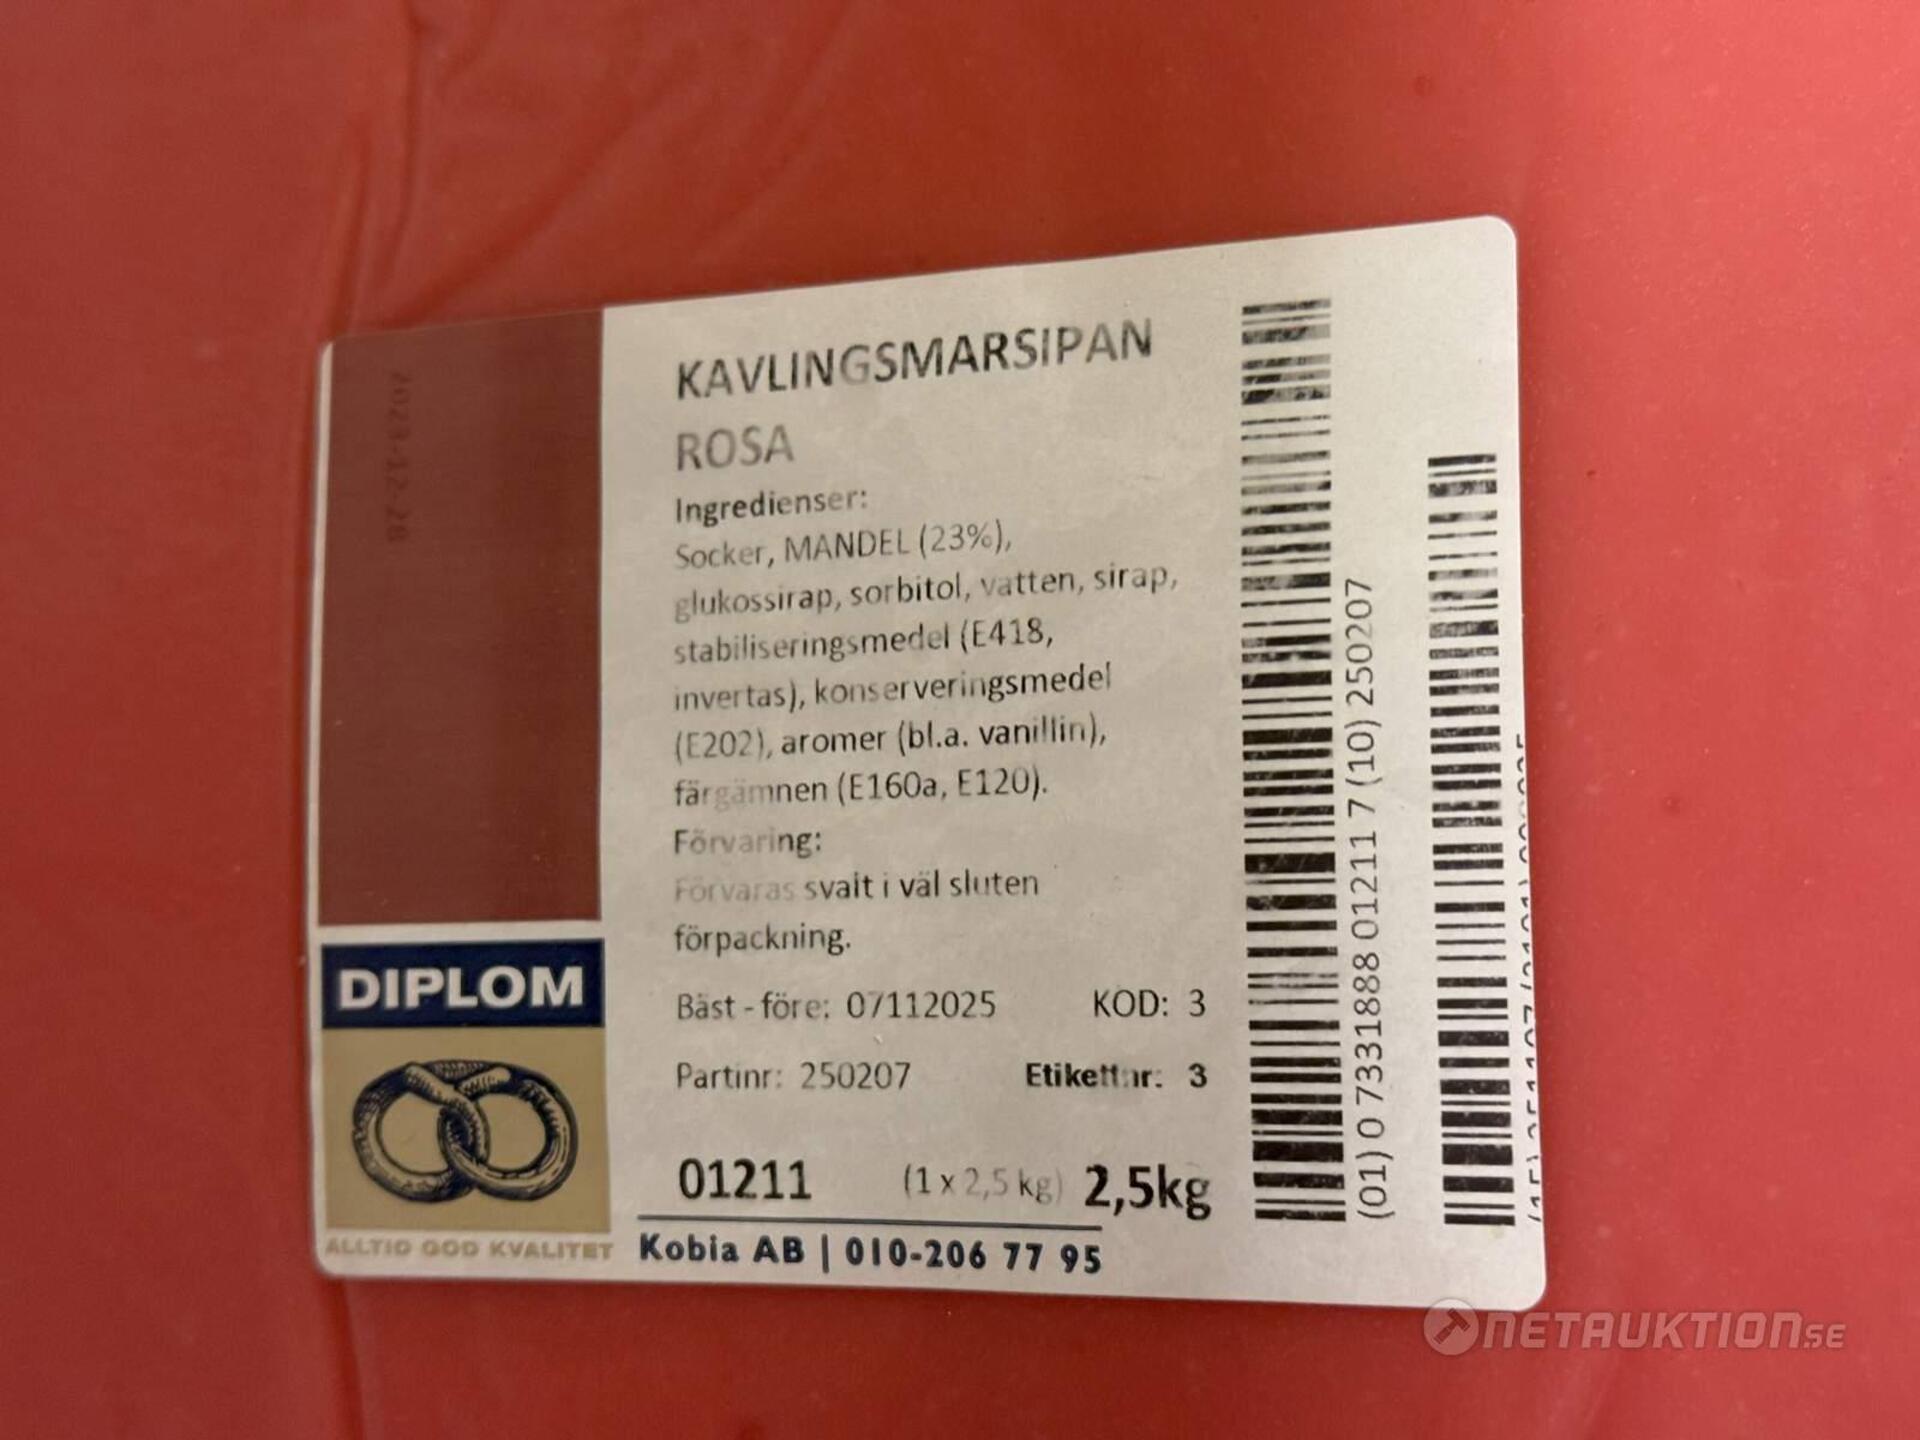 KAVLINGSMARSIPAN
ROSA
Ingredienser:
Socker, MANDEL (23%),
glukossirap, sorbitol, vatten, sirap,
stabiliseringsmedel (E418,
invertas), konserveringsmedel
(E202), aromer (bl.a. vanillin),
färgämnen (E160a, E120).
Förvaring:
Förvaras svalt i väl sluten
förpackning.
Bäst - före: 07112025 KOD: 3
Partinr: 250207 Etikettnr: 3
01211 (1 x 2,5 kg) 2,5kg
Kobia AB | 010-206 77 95
DIPLOM
ALLTID GOD KVALITET
(01) 0 7331888 01211 7 (10) 250207
NETAUKTION.SE